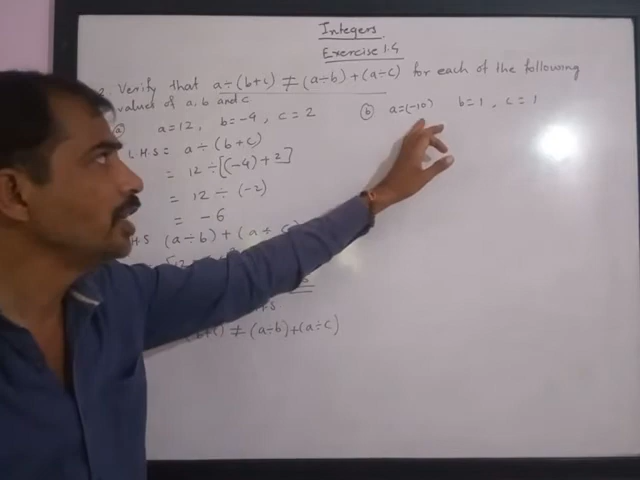 Integers
Exercise 1.4
2. Verify that a÷(b+c) ≠ (a÷b)+(a÷c) for each of the following
values of a, b and c
(a) a=12, b=-4, c=2
(b) a=(-10) b=1, c=1
L.H.S = a÷(b+c)
= 12÷[(-4)+2]
= 12÷(-2)
= -6
H.S (a÷b)+(a÷c)
H.S
(b+c) ≠ (a÷b)+(a÷c)